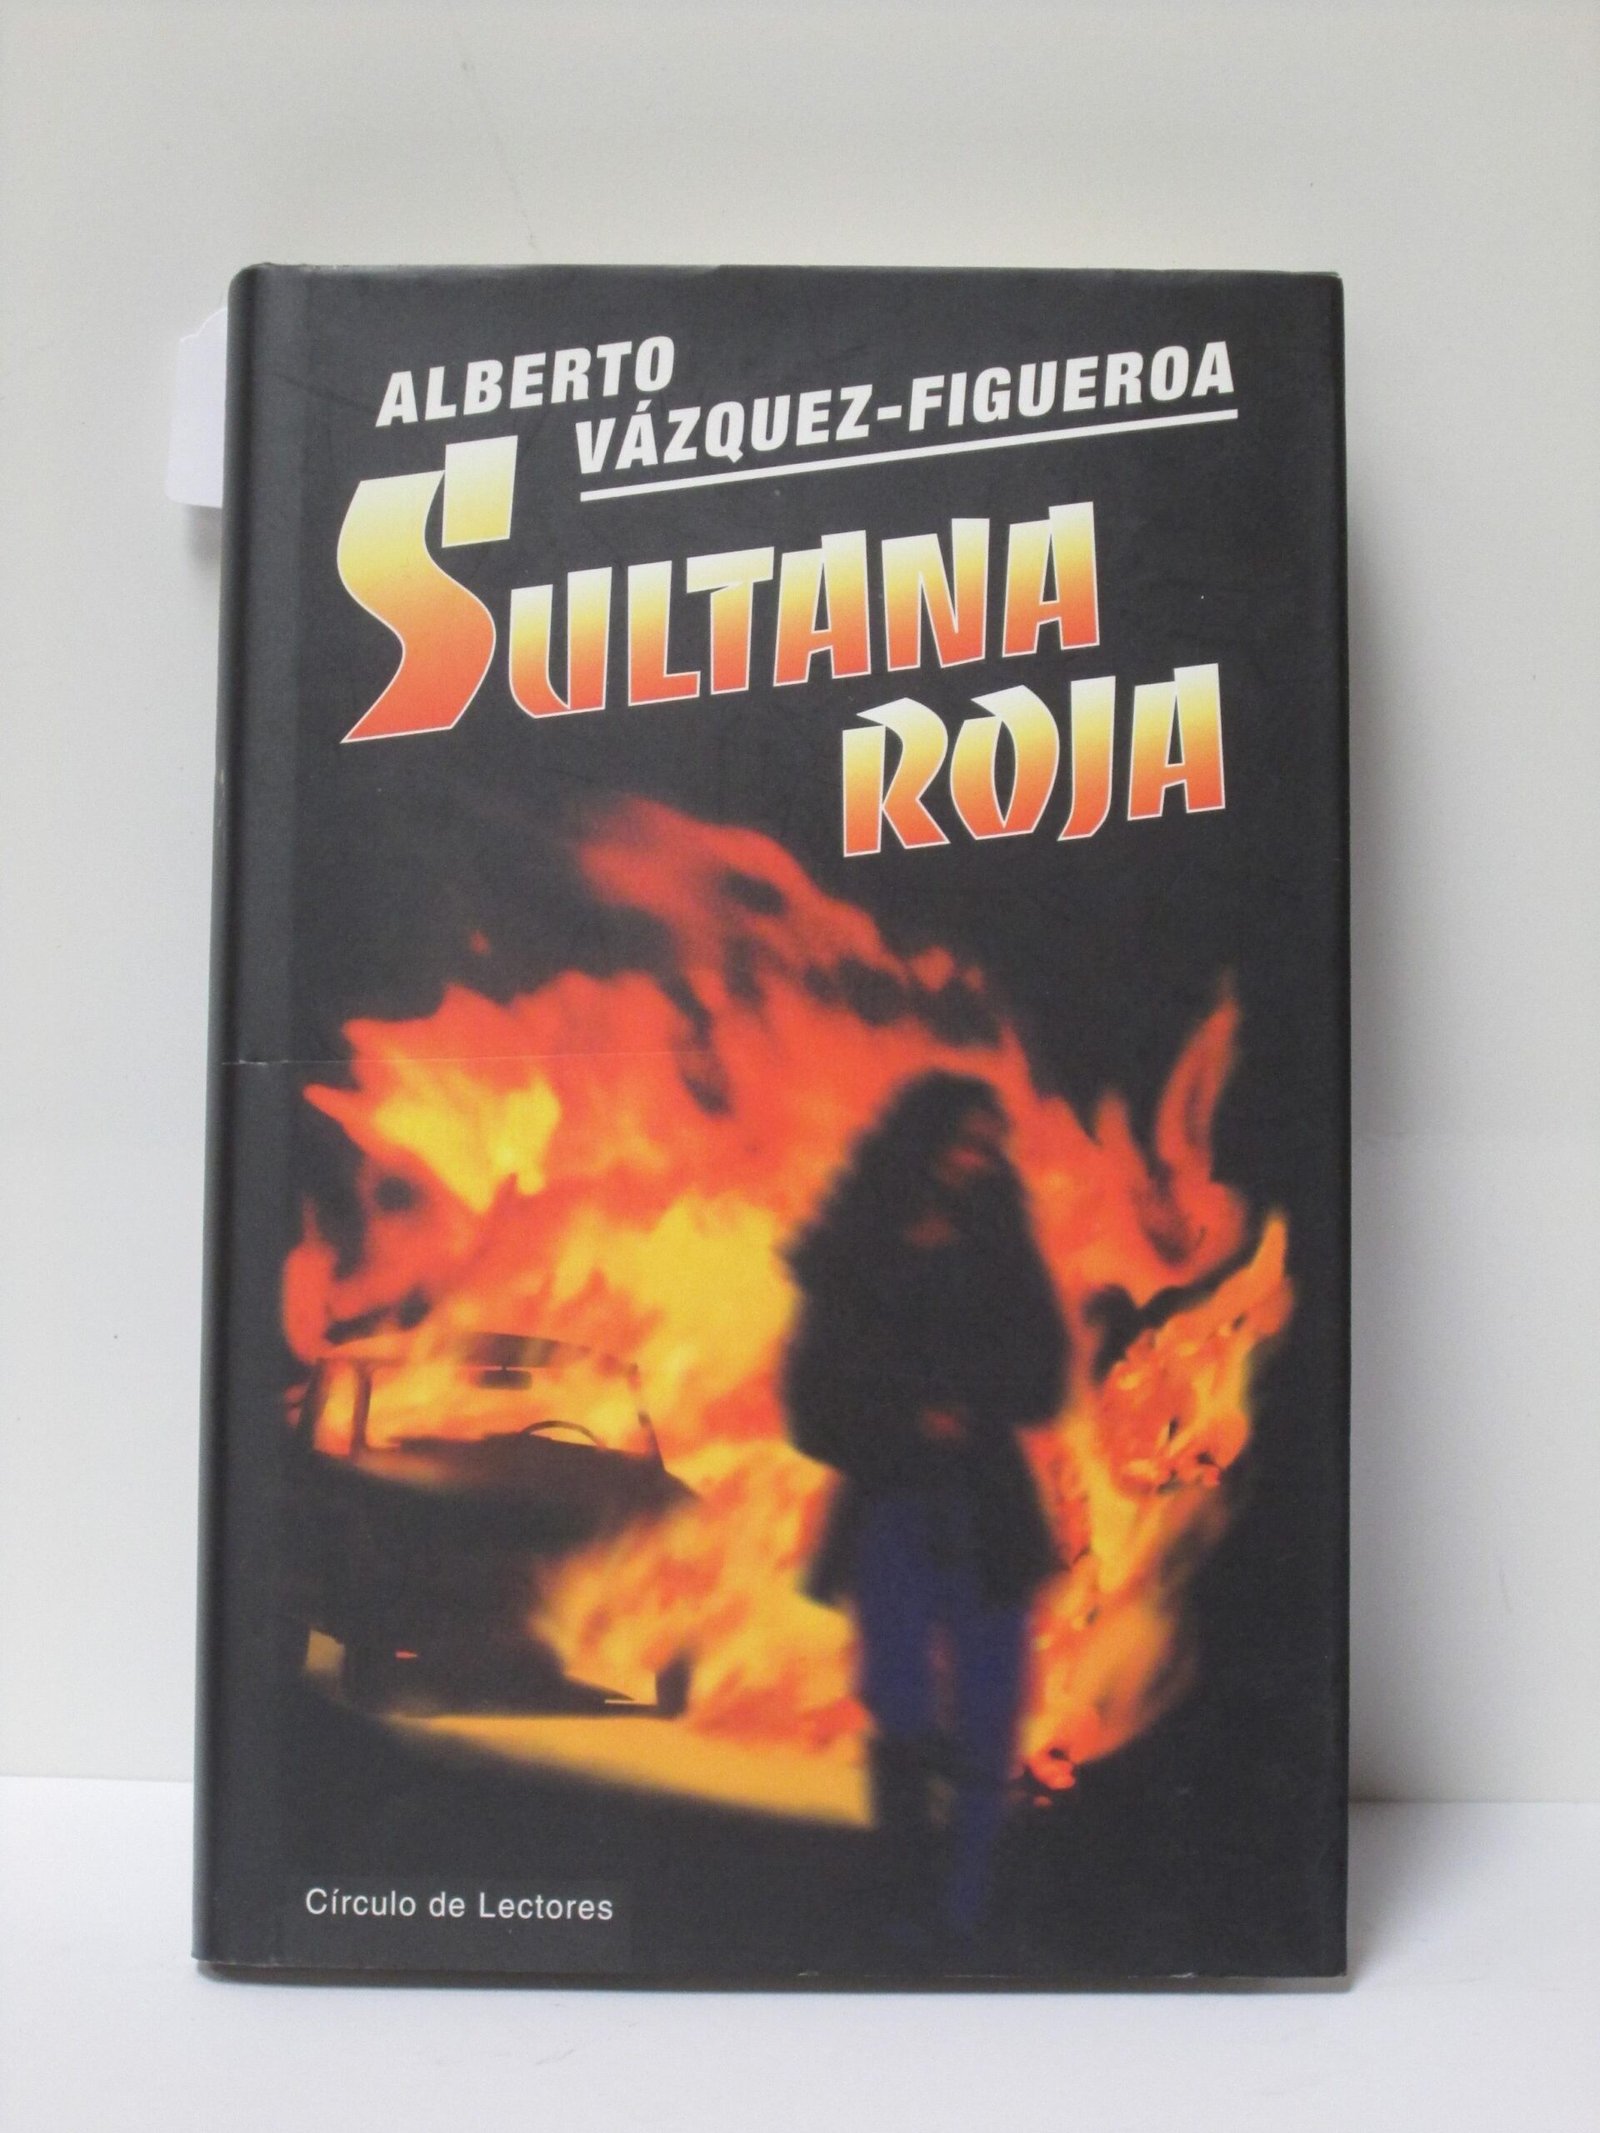 ALBERTO
VÁZQUEZ-FIGUEROA
SULTANA
ROJA
Círculo de Lectores